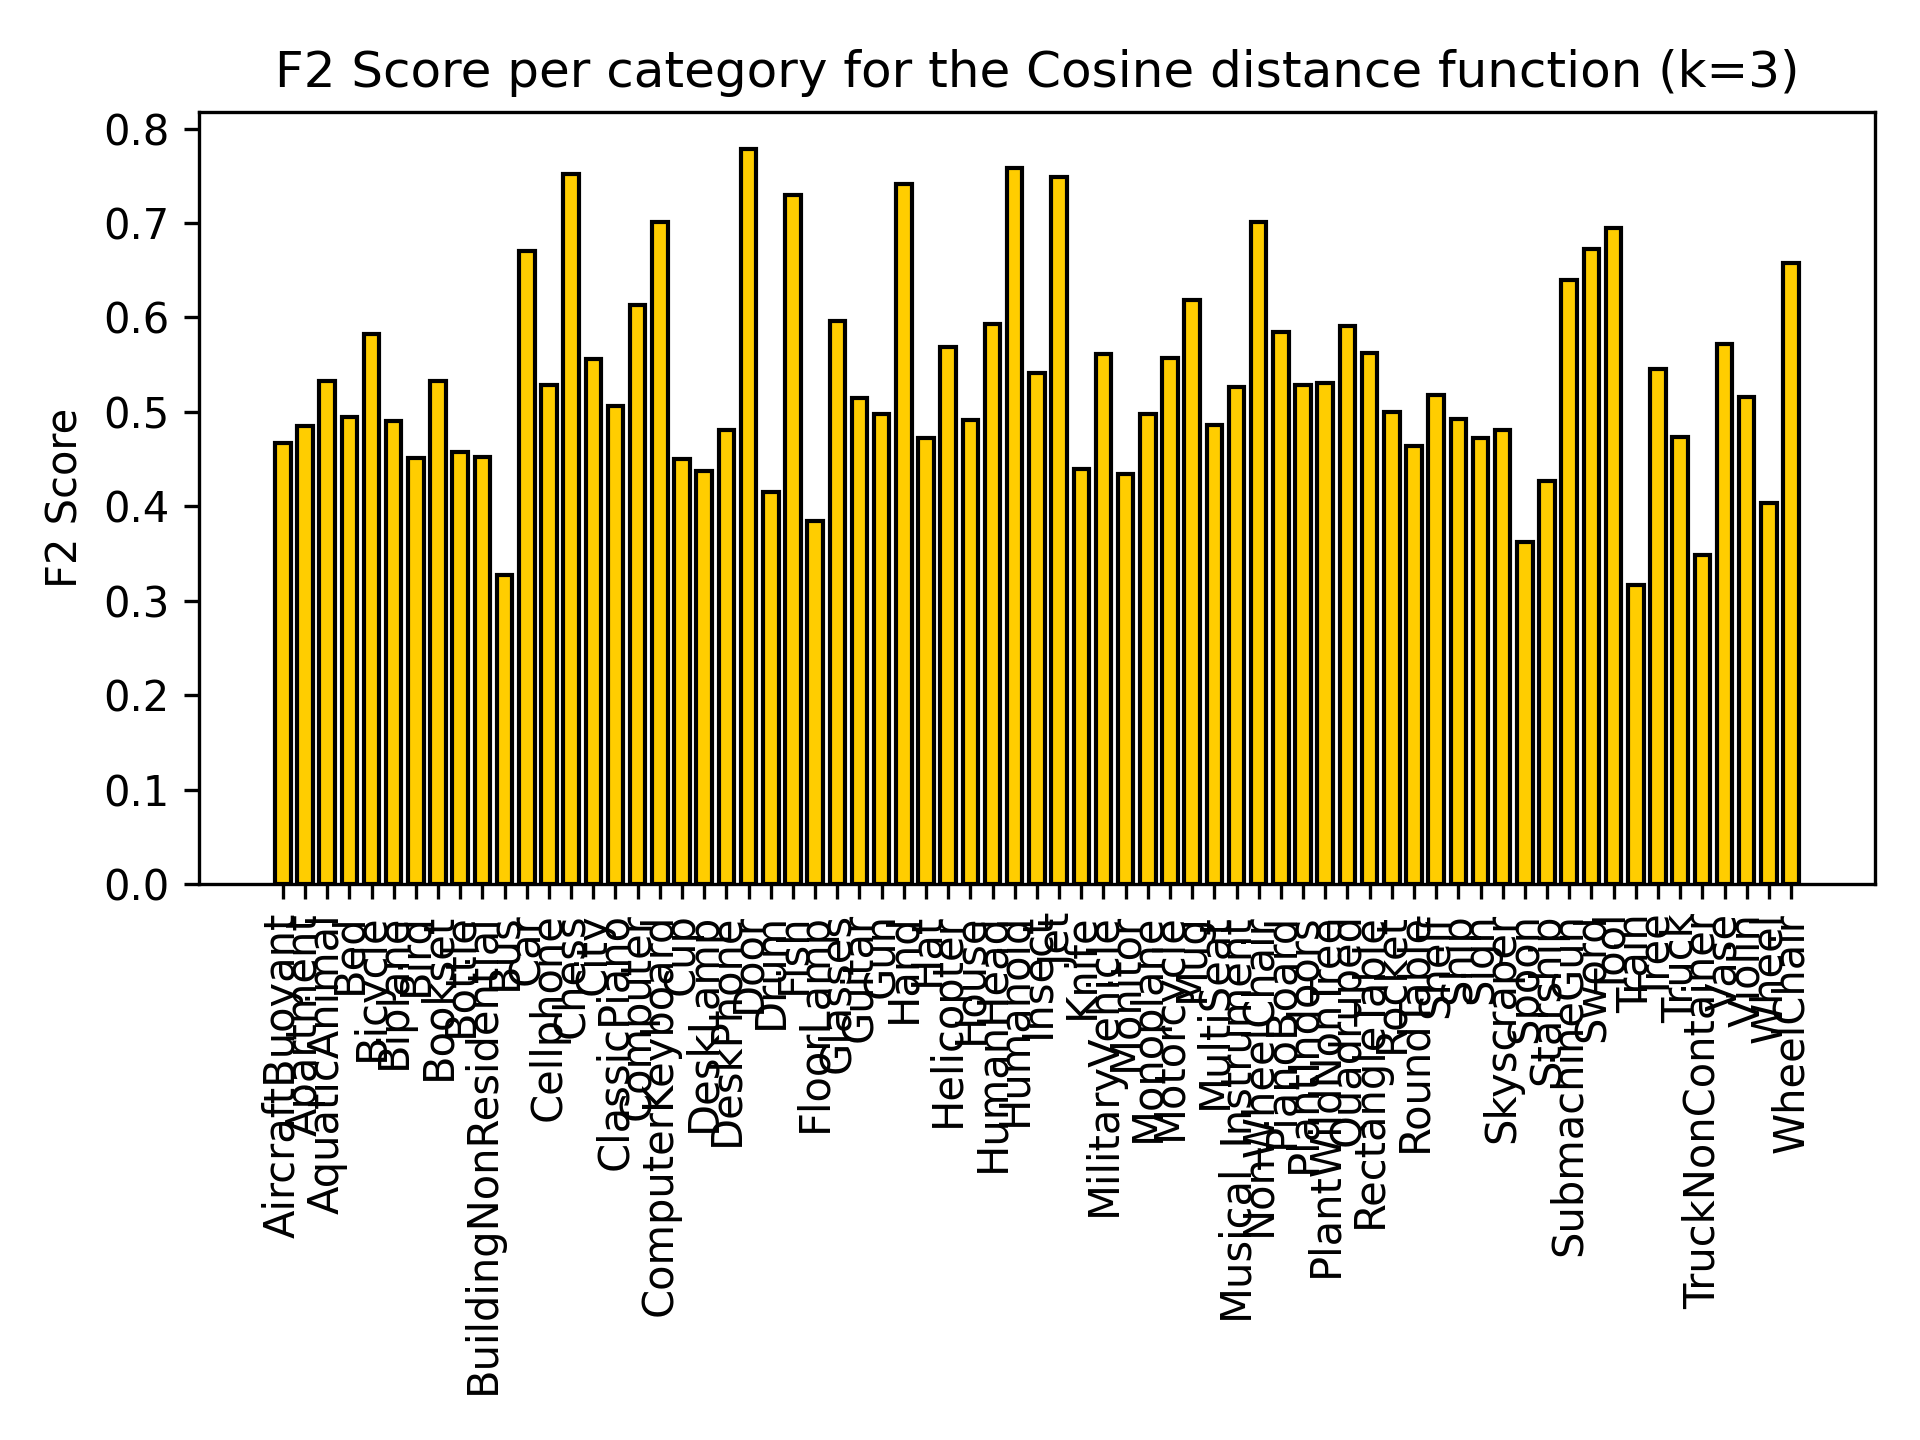 F2 Score per category for the Cosine distance function (k=3)
F2 Score
0.8
0.7
0.6
0.5
0.4
0.3
0.2
0.1
0.0
AircraftBuoyant
Apartment
AquaticAnimal
Bed
Bicycle
Biplane
Bird
Bookset
Bottle
BuildingNonResidential
Bus
Car
Cellphone
Chess
City
ClassicPiano
Computer
ComputerKeyboard
Cup
DeskLamp
DeskPhone
Door
Drum
Fish
FloorLamp
Glasses
Guitar
Gun
Hand
Hat
Helicopter
House
HumanHead
Humanoid
Insect
Jet
Knife
MilitaryVehicle
Monitor
Monoplane
Motorcycle
Mug
MultiSeat
Musical_Instrument
NonWheelChair
PianoBoard
PlantIndoors
PlantWildNonTree
Quadruped
RectangleTable
Rocket
RoundTable
Shelf
Ship
Sign
Skyscraper
Spoon
Starship
SubmachineGun
Sword
Tool
Train
Tree
Truck
TruckNonContainer
Vase
Violin
Wheel
WheelChair